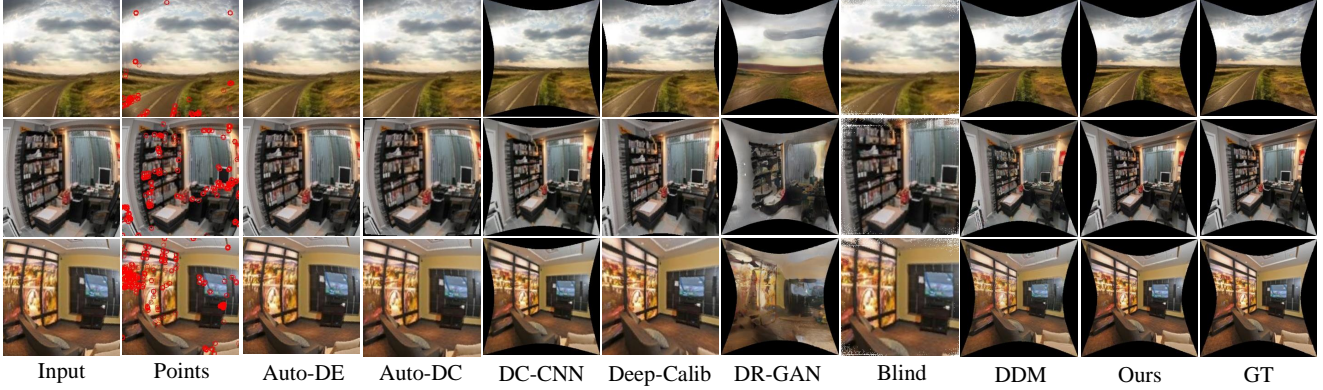 Input Points Auto-DE Auto-DC DC-CNN Deep-Calib DR-GAN Blind DDM Ours GT